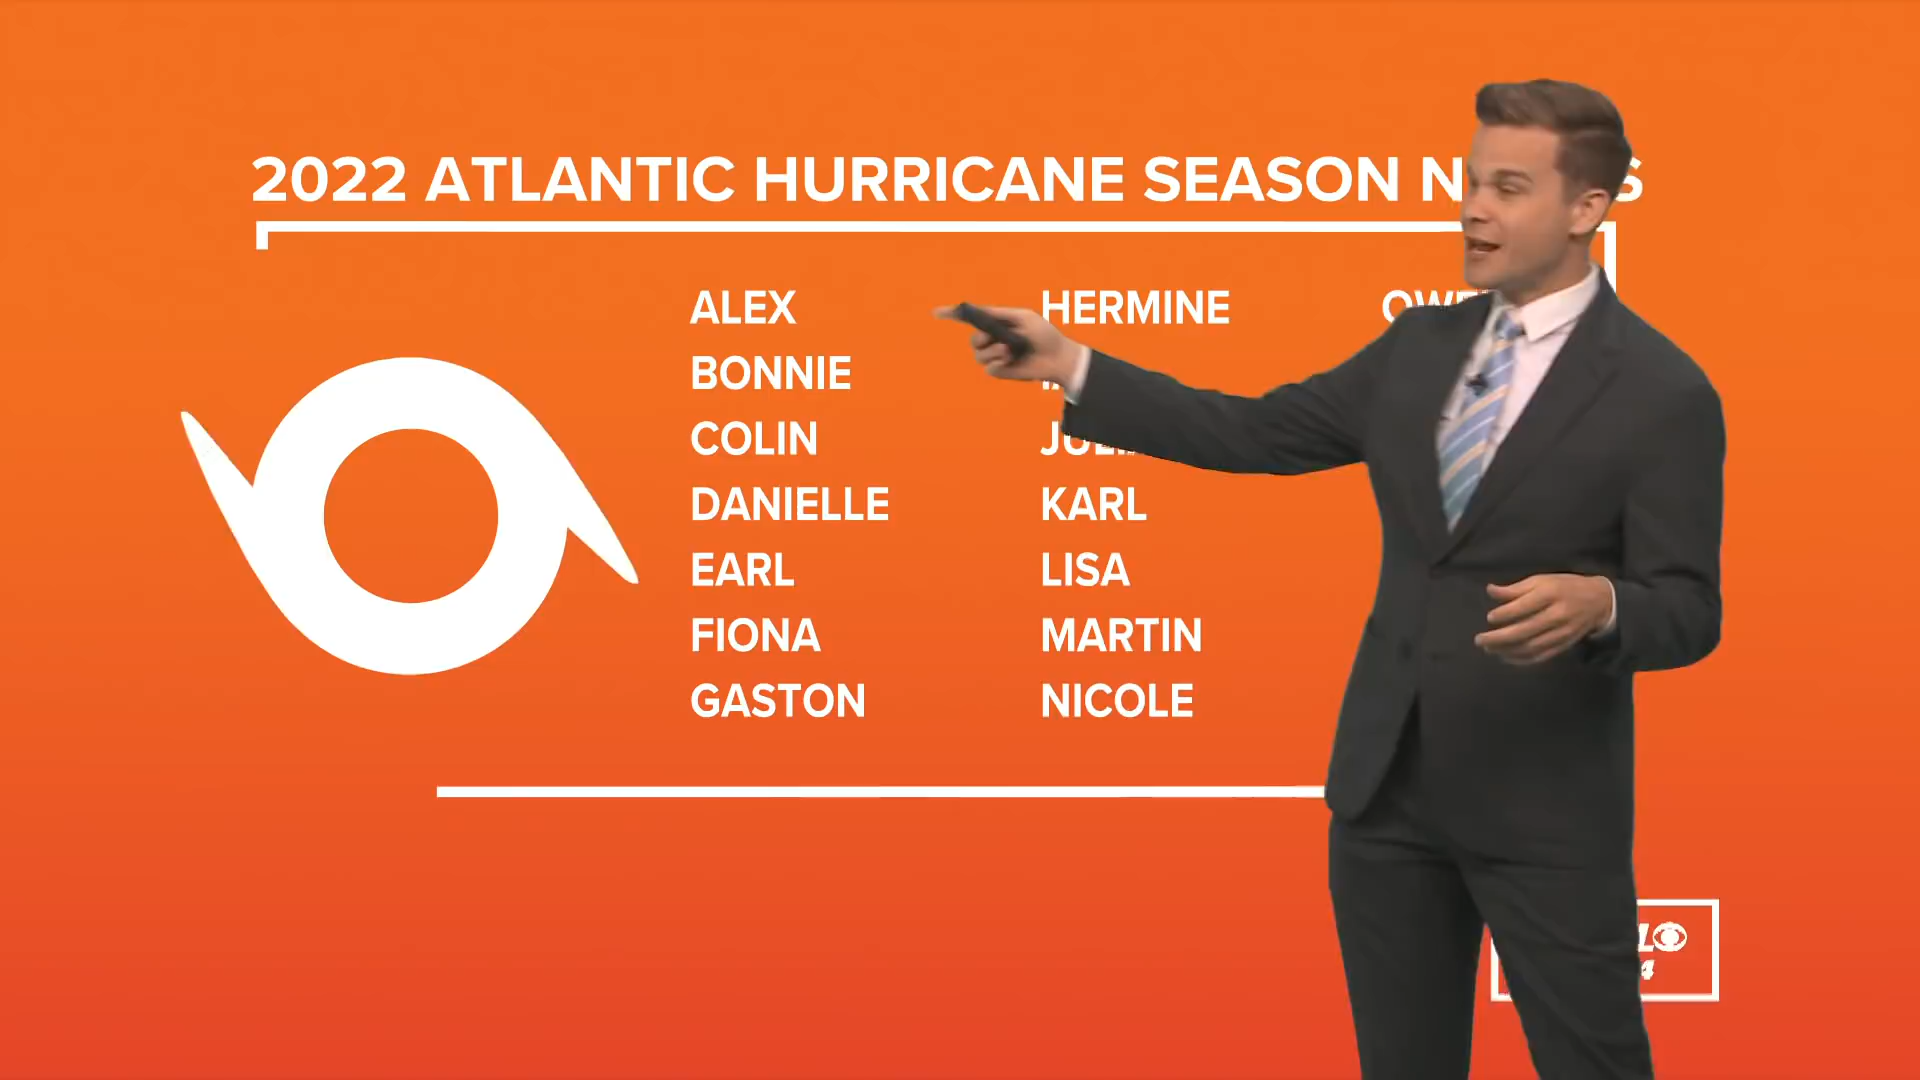 2022 ATLANTIC HURRICANE SEASON
ALEX
BONNIE
COLIN
DANIELLE
EARL
FIONA
GASTON
HERMINE
KARL
LISA
MARTIN
NICOLE